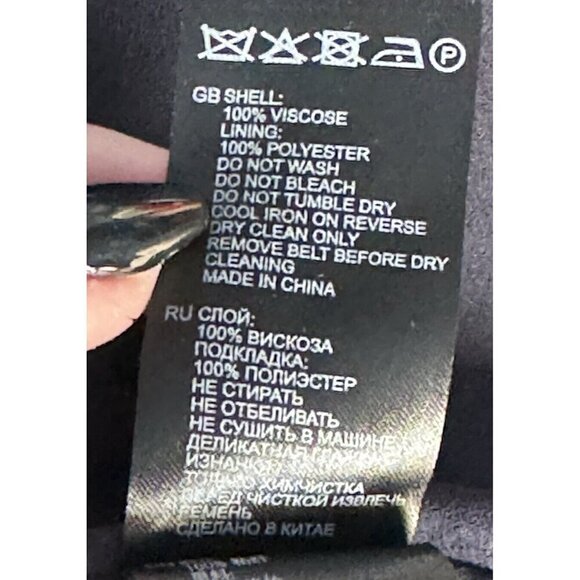 P
GB SHELL:
100% VISCOSE
LINING:
100% POLYESTER
DO NOT WASH
DO NOT BLEACH
DO NOT TUMBLE DRY
COOL IRON ON REVERSE
DRY CLEAN ONLY
REMOVE BELT BEFORE DRY
CLEANING
MADE IN CHINA
RU СЛОЙ:
100% ВИСКОЗА
ПОДКЛАДКА:
100% ПОЛИЭСТЕР
НЕ СТИРАТЬ
НЕ ОТБЕЛИВАТЬ
НЕ СУШИТЬ В МАШИНЕ
ДЕЛИКАТНАЯ
ТОЛЬКО ХИМЧИСТКА
ЧИСТКОЙ ИЗВЛЕЧЬ
РЕМЕНЬ
СДЕЛАНО В КИТАЕ